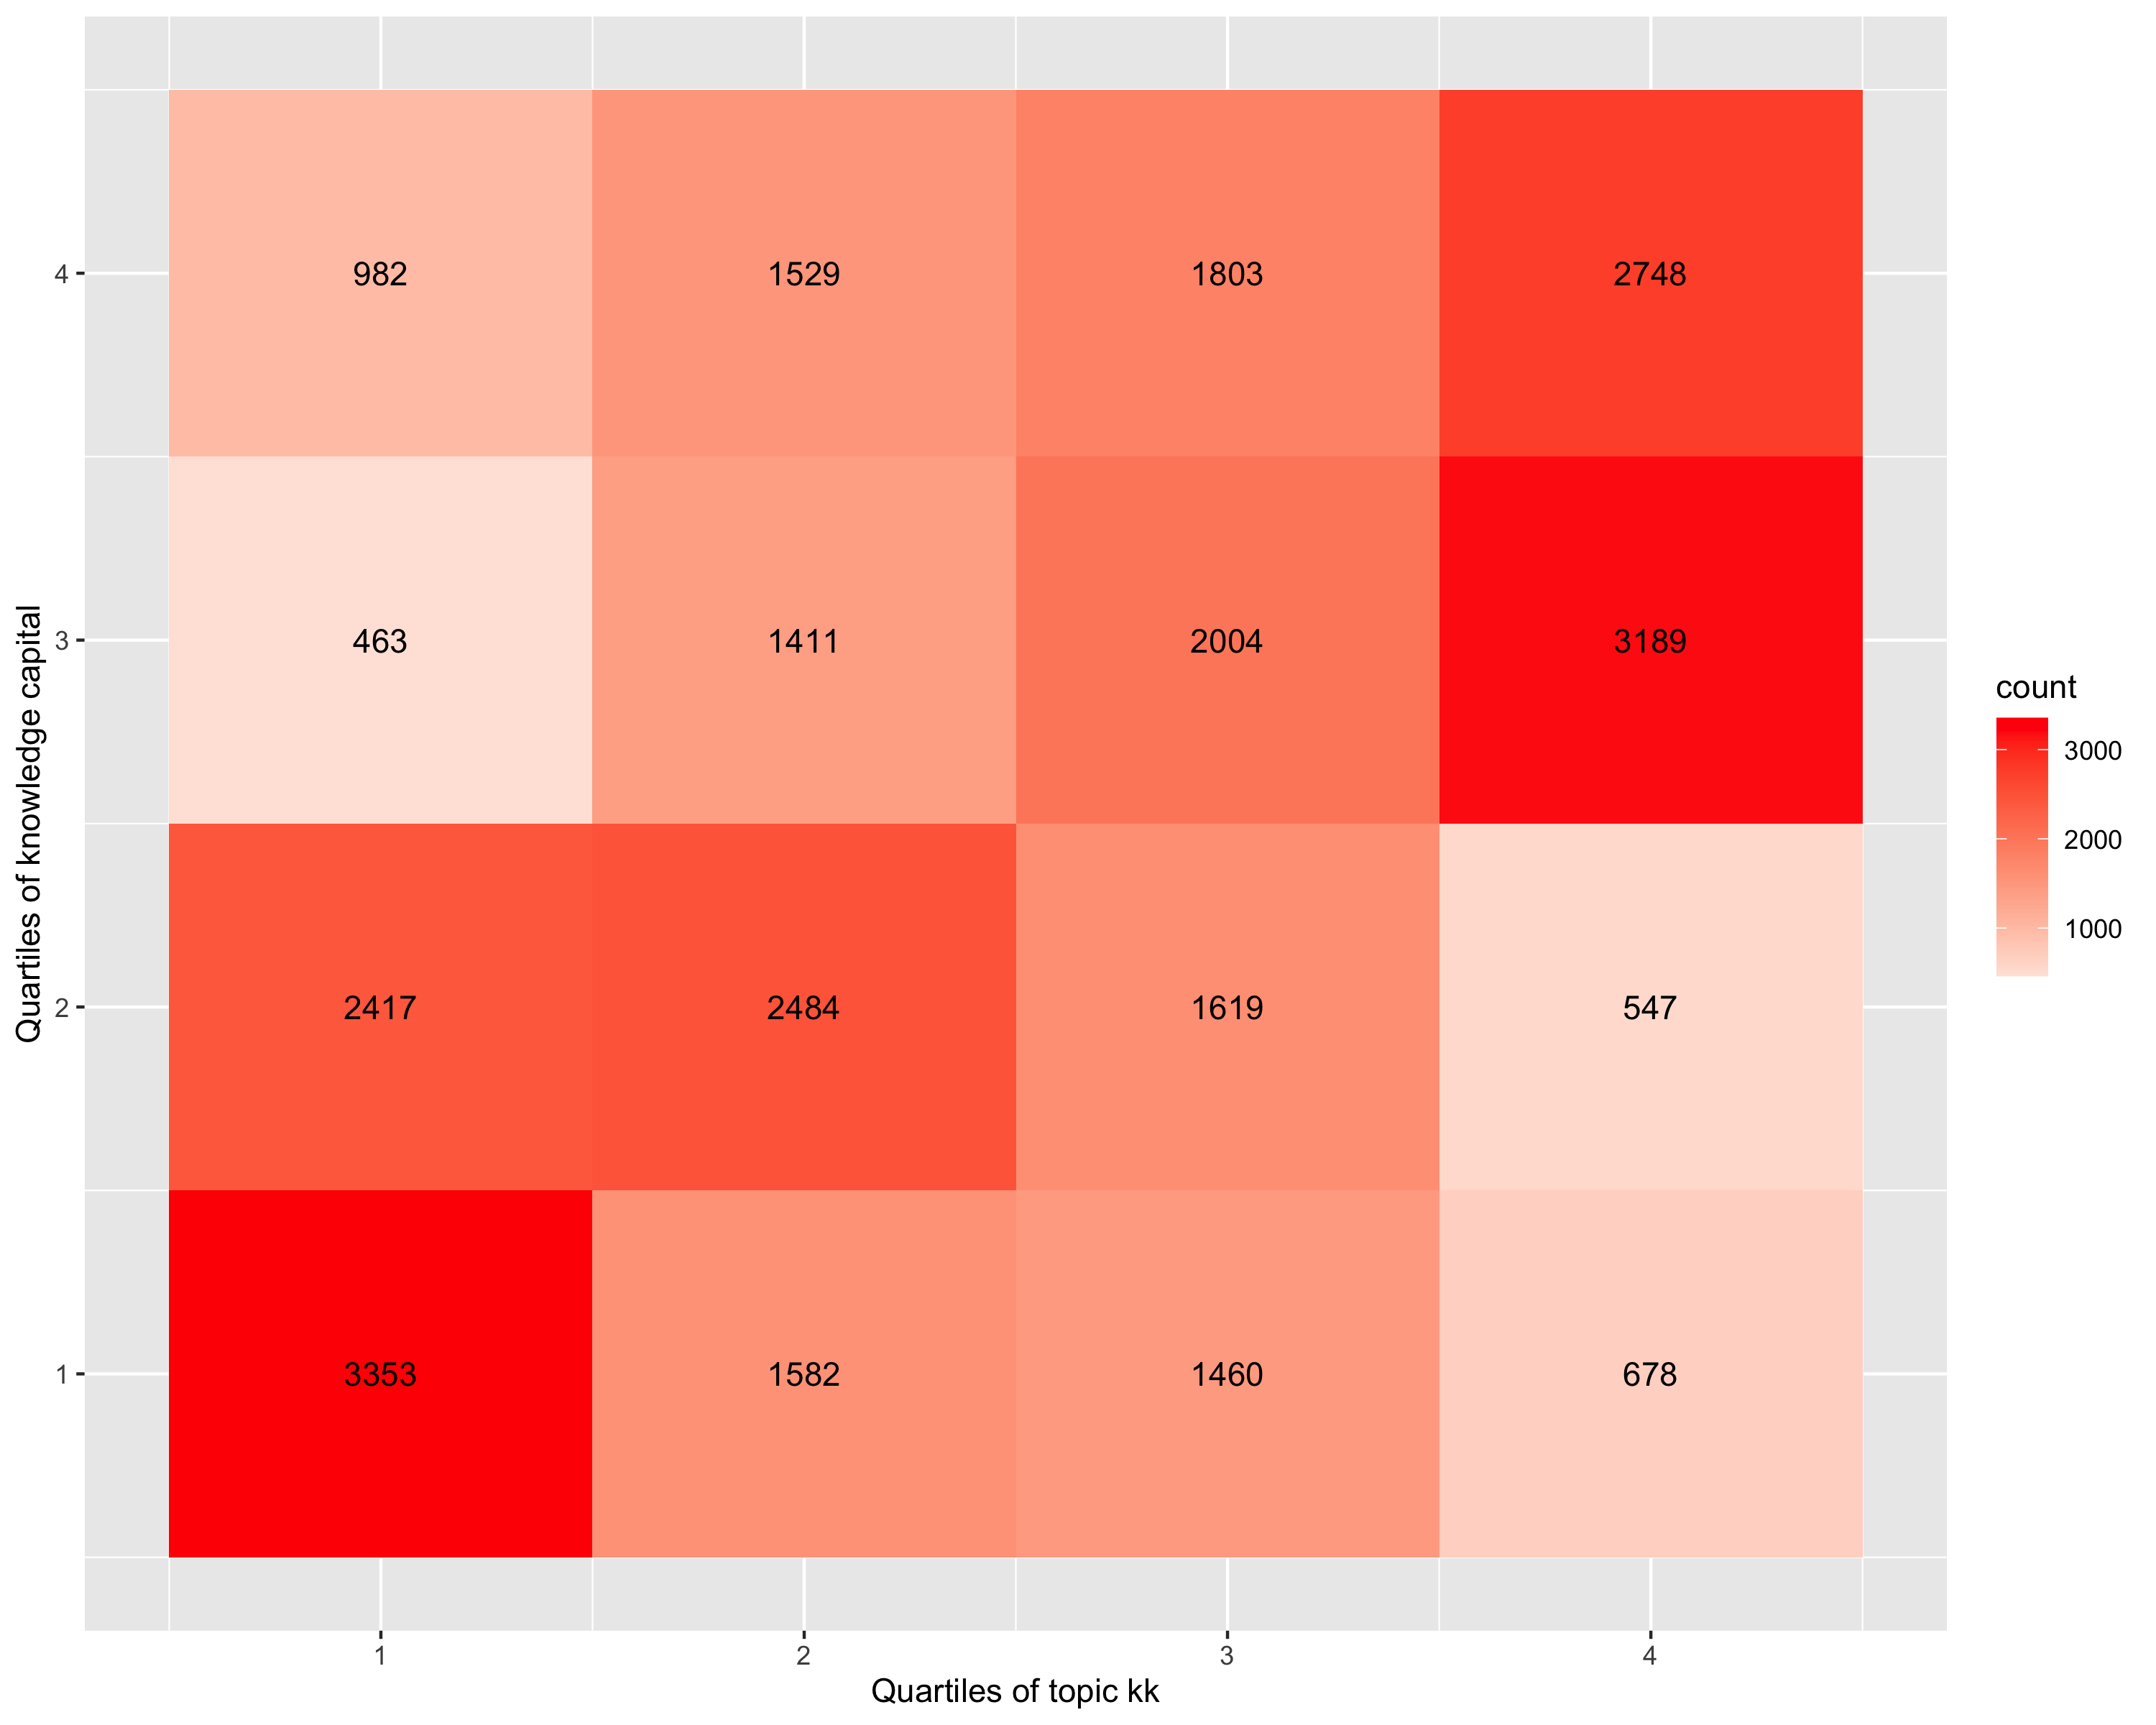 4 982 1529 1803 2748
3 463 1411 2004 3189
2 2417 2484 1619 547
1 3353 1582 1460 678
1 2 3 4
Quartiles of topic kk
Quartiles of knowledge capital
count
3000
2000
1000